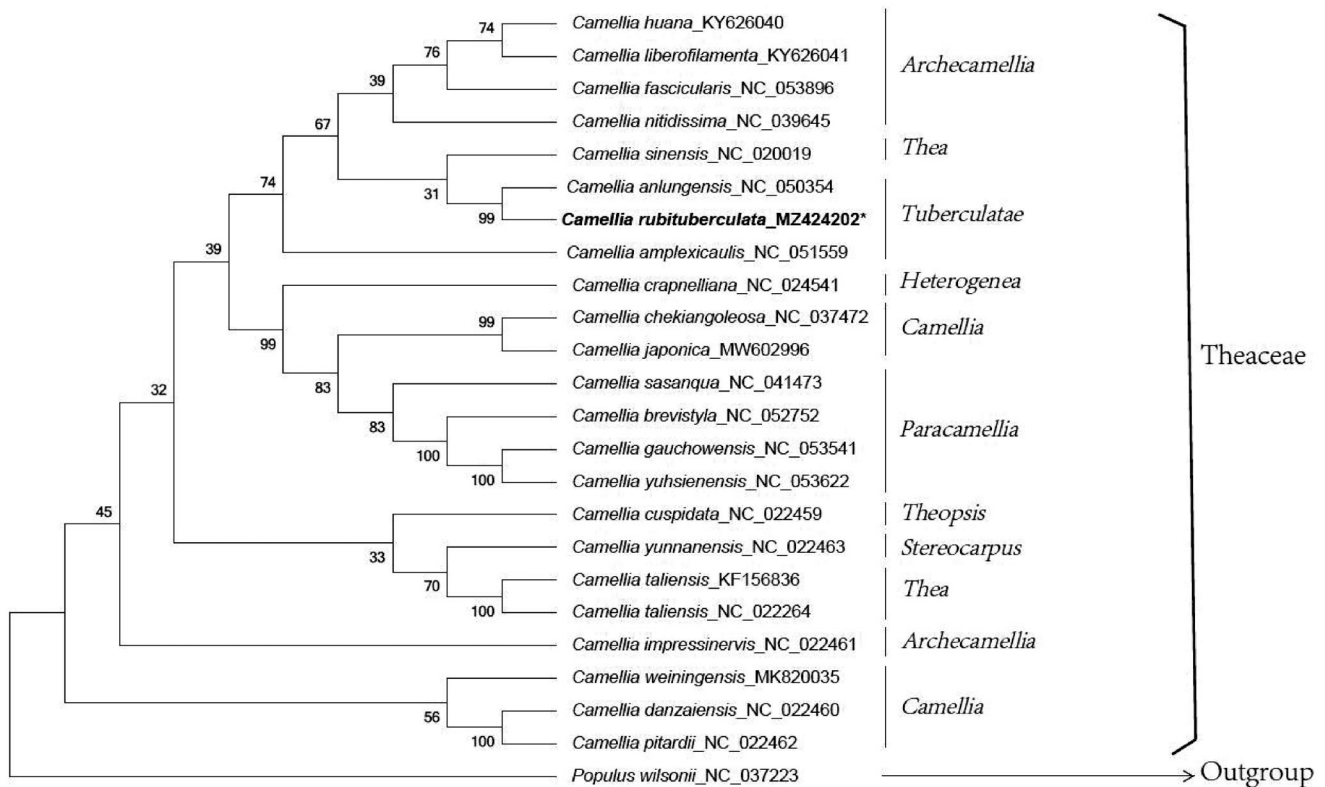 74
Camellia huana_KY626040
76
Camellia liberofilamenta_KY626041
Archecamellia
39
Camellia fascicularis_NC_053896
67
Camellia nitidissima_NC_039645
Camellia sinensis_NC_020019
Thea
74
31
Camellia anlungensis_NC_050354
99
Camellia rubituberculata_MZ424202*
Tuberculatae
39
Camellia amplexicaulis_NC_051559
Camellia crapnelliana_NC_024541
Heterogenea
99
99
Camellia chekiangoleosa_NC_037472
Camellia
Camellia japonica_MW602996
Theaceae
32
83
Camellia sasanqua_NC_041473
83
Camellia brevistyla_NC_052752
Paracamellia
100
Camellia gauchowensis_NC_053541
100
Camellia yuhsienensis_NC_053622
45
Camellia cuspidata_NC_022459
Theopsis
33
Camellia yunnanensis_NC_022463
Stereocarpus
70
Camellia taliensis_KF156836
Thea
100
Camellia taliensis_NC_022264
Camellia impressinervis_NC_022461
Archecamellia
Camellia weiningensis_MK820035
56
Camellia danzaiensis_NC_022460
Camellia
100
Camellia pitardii_NC_022462
Populus wilsonii_NC_037223
Outgroup